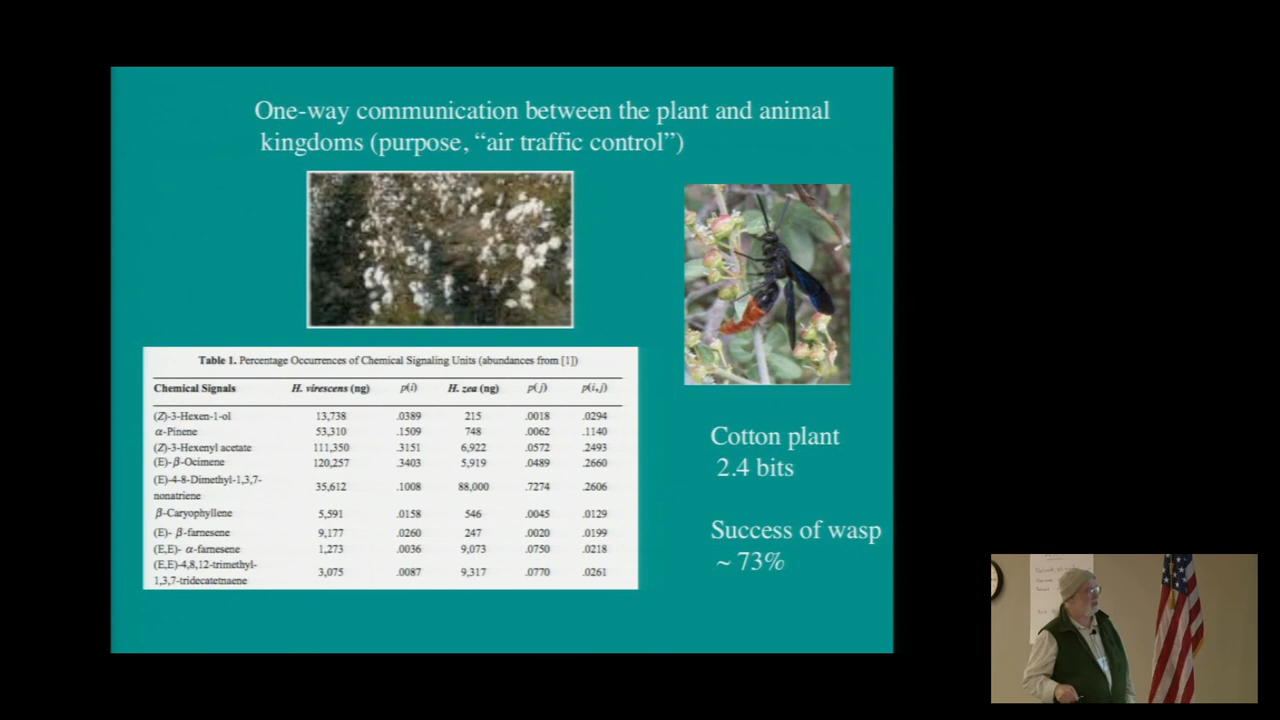 One-way communication between the plant and animal
kingdoms (purpose, “air traffic control”)
Table 1. Percentage Occurrences of Chemical Signaling Units (abundances from [1])
Chemical Signals H. virescens (ng) p(i) H. zea (ng) p(j) p(i,j)
(Z)-3-Hexen-1-ol 13,738 .0389 215 .0018 .0294
α-Pinene 53,310 .1509 748 .0062 .1140
(Z)-3-Hexenyl acetate 111,350 .3151 6,922 .0572 .2493
(E)-β-Ocimene 120,257 .3403 5,919 .0489 .2660
(E)-4-8-Dimethyl-1,3,7-
nonatriene 35,612 .1008 88,000 .7274 .2606
β-Caryophyllene 5,591 .0158 546 .0045 .0129
(E)- β-farnesene 9,177 .0260 247 .0020 .0199
(E,E)- α-farnesene 1,273 .0036 9,073 .0750 .0218
(E,E)-4,8,12-trimethyl-
1,3,7-tridecatetnaene 3,075 .0087 9,317 .0770 .0261
Cotton plant
2.4 bits
Success of wasp
~ 73%